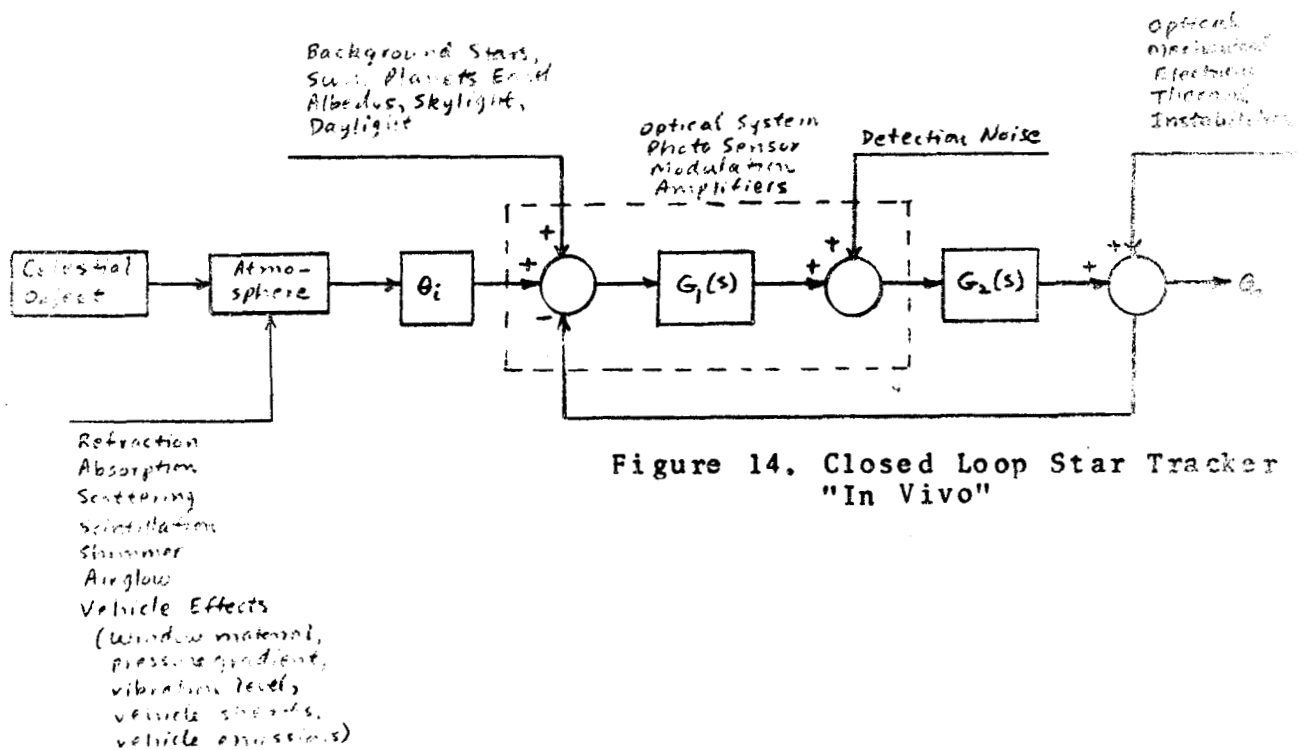 Background Stars,
Sun, Planets Earth
Albedos, Skylight,
Daylight
Optical System
Photo Sensor
Modulation
Amplifiers
Detection Noise
Optical
Mechanical
Electrical
Thermal
Instabilities
+
+
-
+
+
+
+
Celestial
Object
Atmo-
sphere
θi
G1(s)
G2(s)
Refraction
Absorption
Scattering
Scintillation
Shimmer
Airglow
Vehicle Effects
(Window material,
pressure gradient,
vibration level,
vehicle
vehicle emissions)
Figure 14. Closed Loop Star Tracker
"In Vivo"